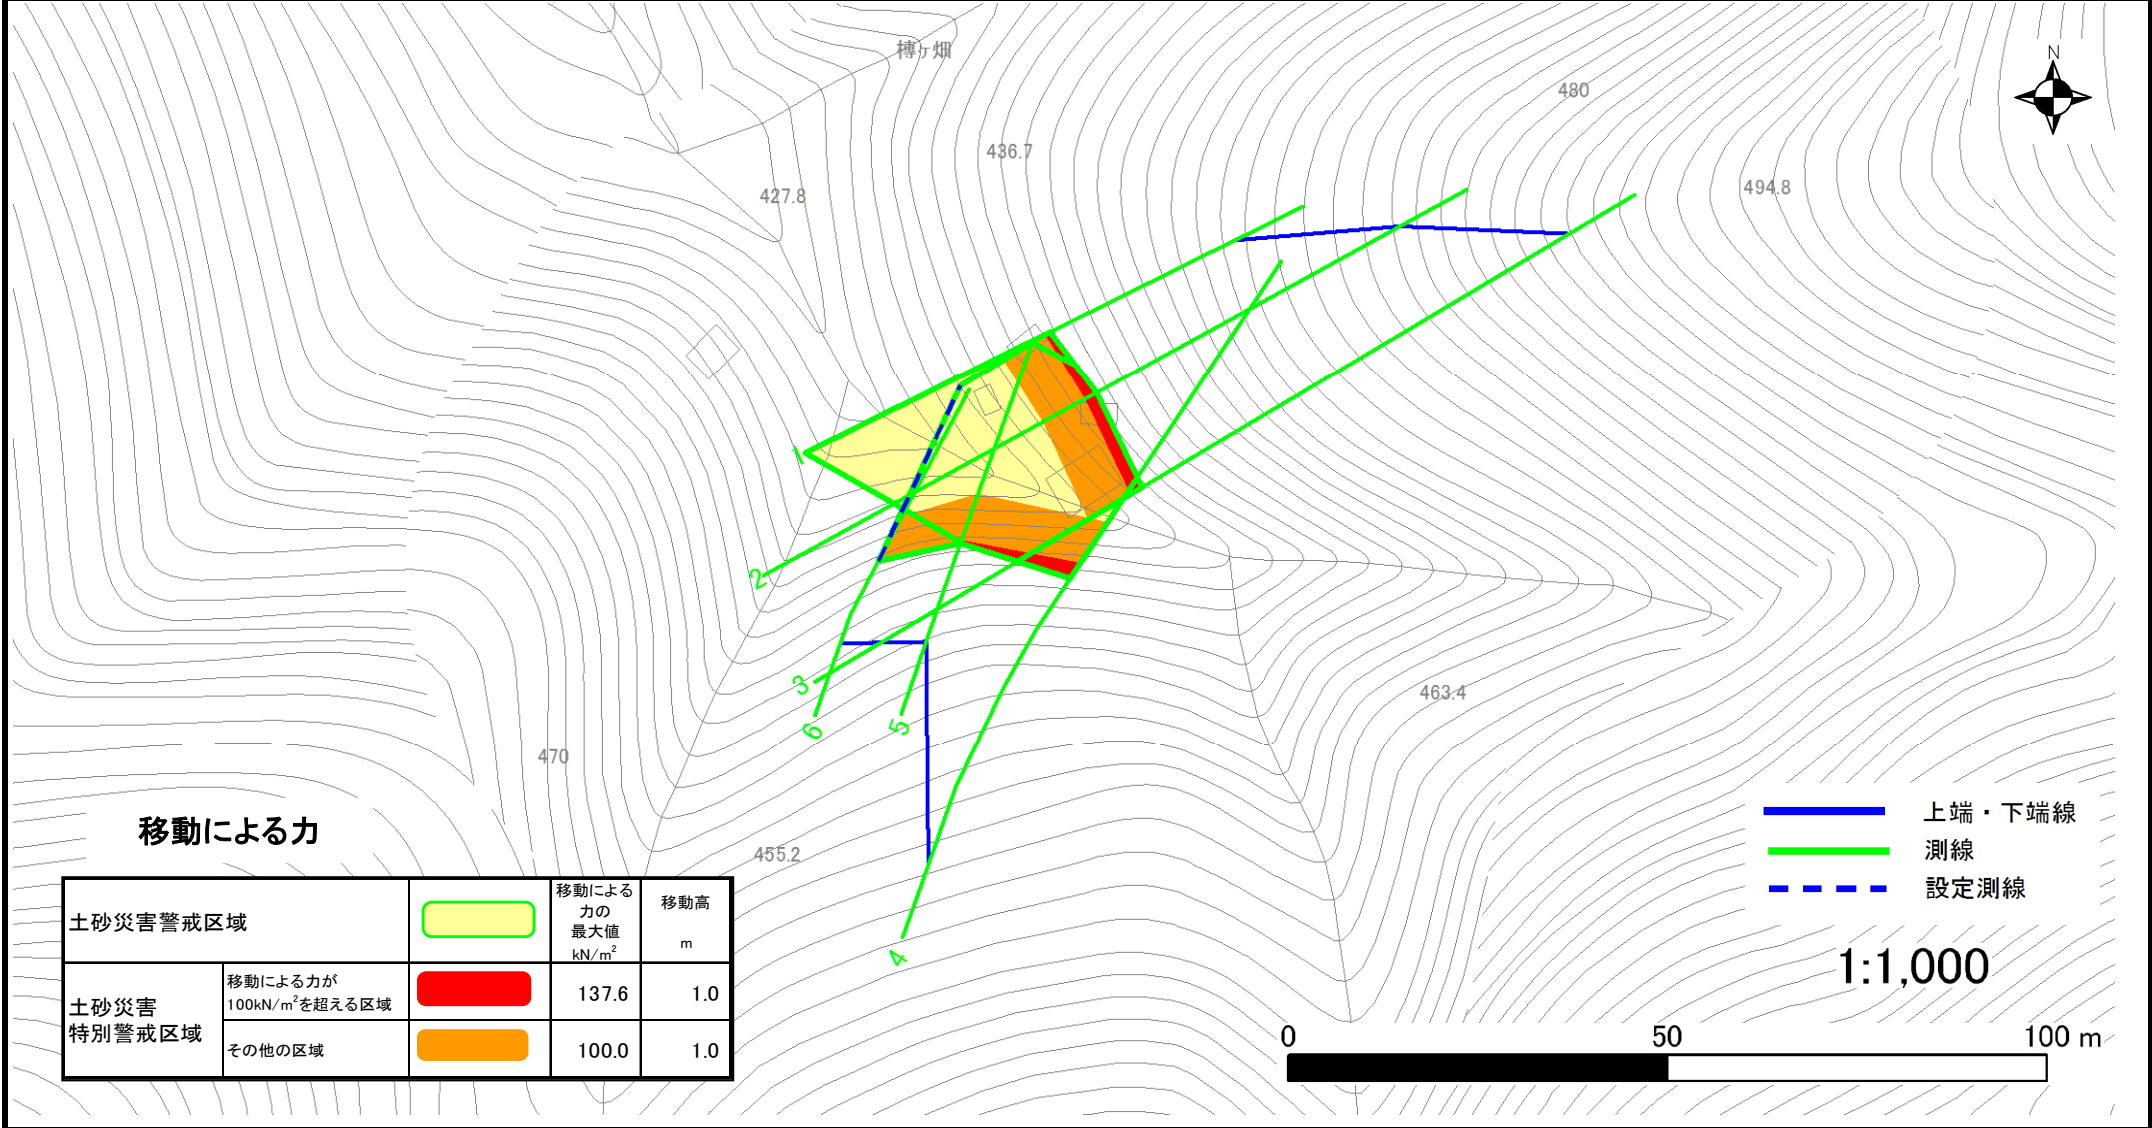 樽ヶ畑
N
480
436.7
494.8
427.8
1
2
3
6
5
463.4
470
移動による力
上端・下端線
455.2
測線
設定測線
移動による
力の
最大値
kN/m²
移動高
m
土砂災害警戒区域
4
1:1,000
土砂災害
特別警戒区域
移動による力が
100kN/m²を超える区域
137.6
1.0
その他の区域
100.0
1.0
0
50
100 m